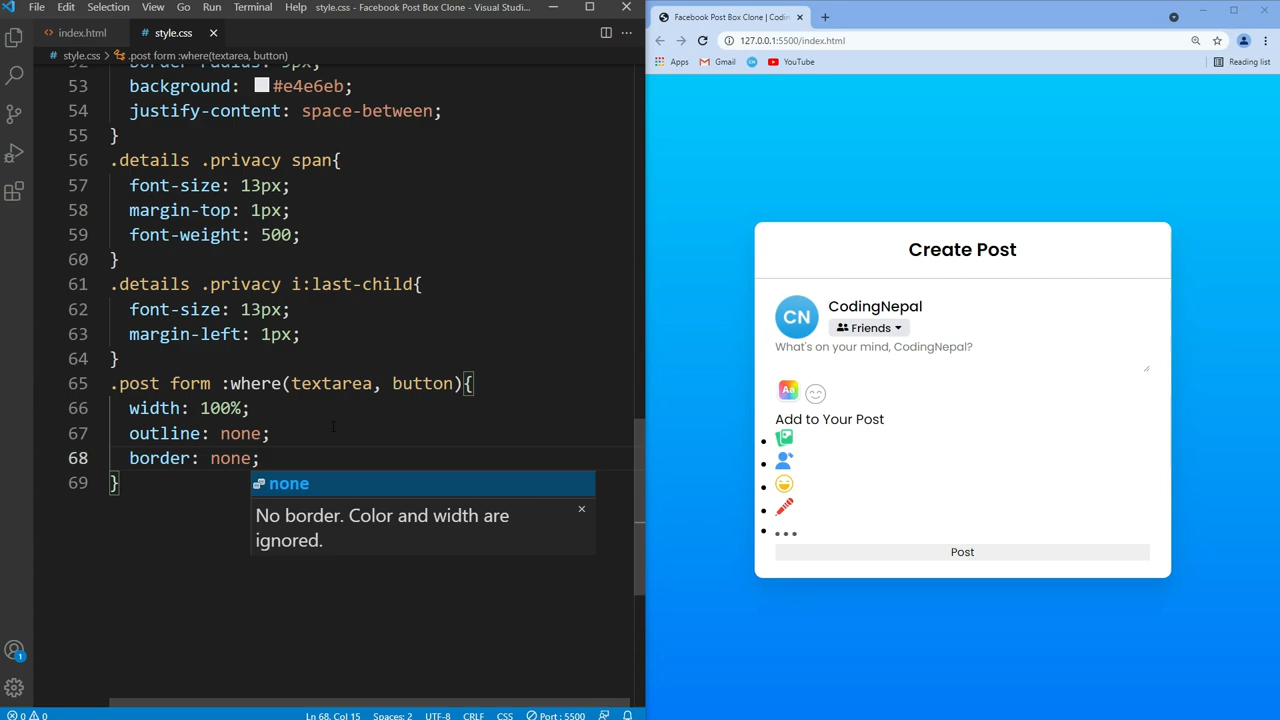 File Edit Selection View Go Run Terminal Help style.css - Facebook Post Box Clone - Visual Studi...
index.html
style.css
style.css > .post form :where(textarea, button)
53 background: #e4e6eb;
54 justify-content: space-between;
55 }
56 .details .privacy span{
57 font-size: 13px;
58 margin-top: 1px;
59 font-weight: 500;
60 }
61 .details .privacy i:last-child{
62 font-size: 13px;
63 margin-left: 1px;
64 }
65 .post form :where(textarea, button){
66 width: 100%;
67 outline: none;
68 border: none;
69 }
none
No border. Color and width are
ignored.
1
0 0
Ln 68, Col 15 Spaces: 2 UTF-8 CRLF CSS Port : 5500
Facebook Post Box Clone | Codin
127.0.0.1:5500/index.html
Apps Gmail CN YouTube Reading list
Create Post
CN
CodingNepal
Friends
What's on your mind, CodingNepal?
Aa
Add to Your Post
Post